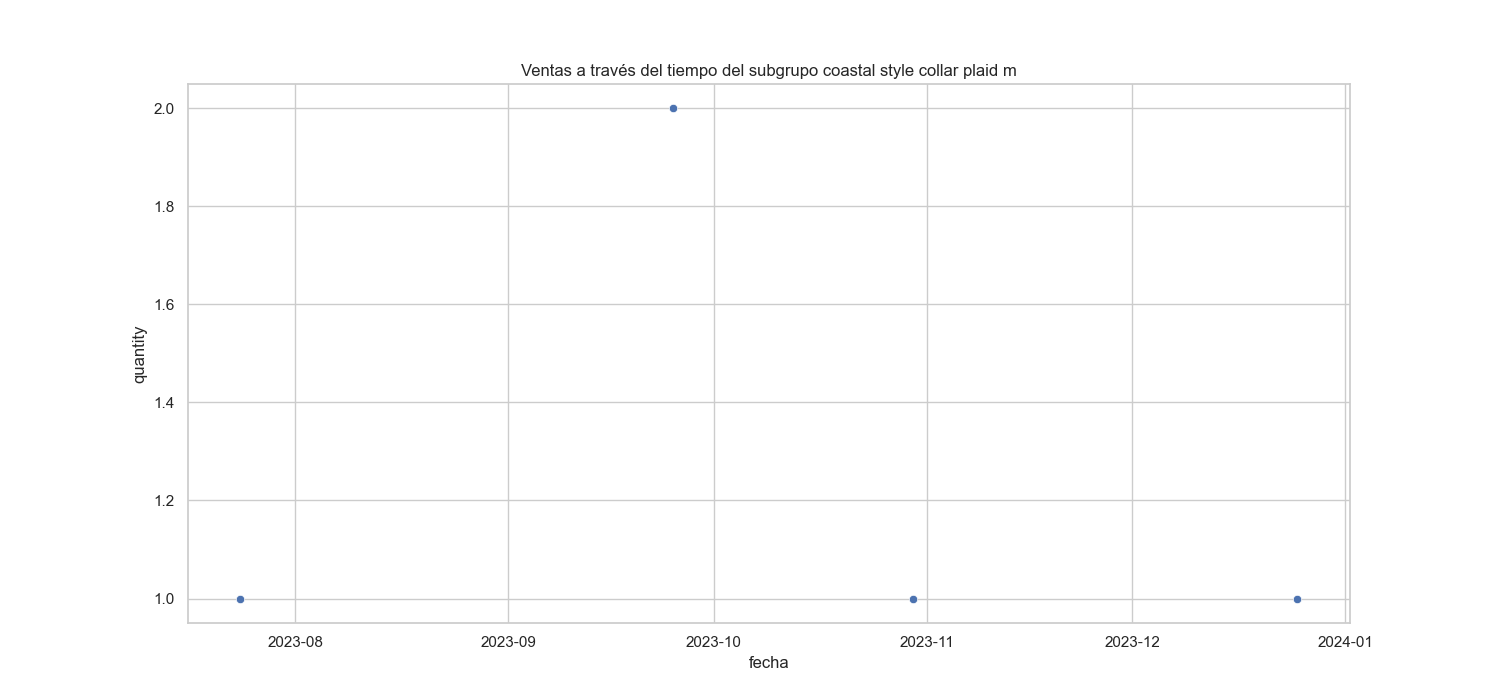 Ventas a través del tiempo del subgrupo coastal style collar plaid m
2.0
1.8
1.6
1.4
1.2
1.0
quantity
2023-08 2023-09 2023-10 2023-11 2023-12 2024-01
fecha